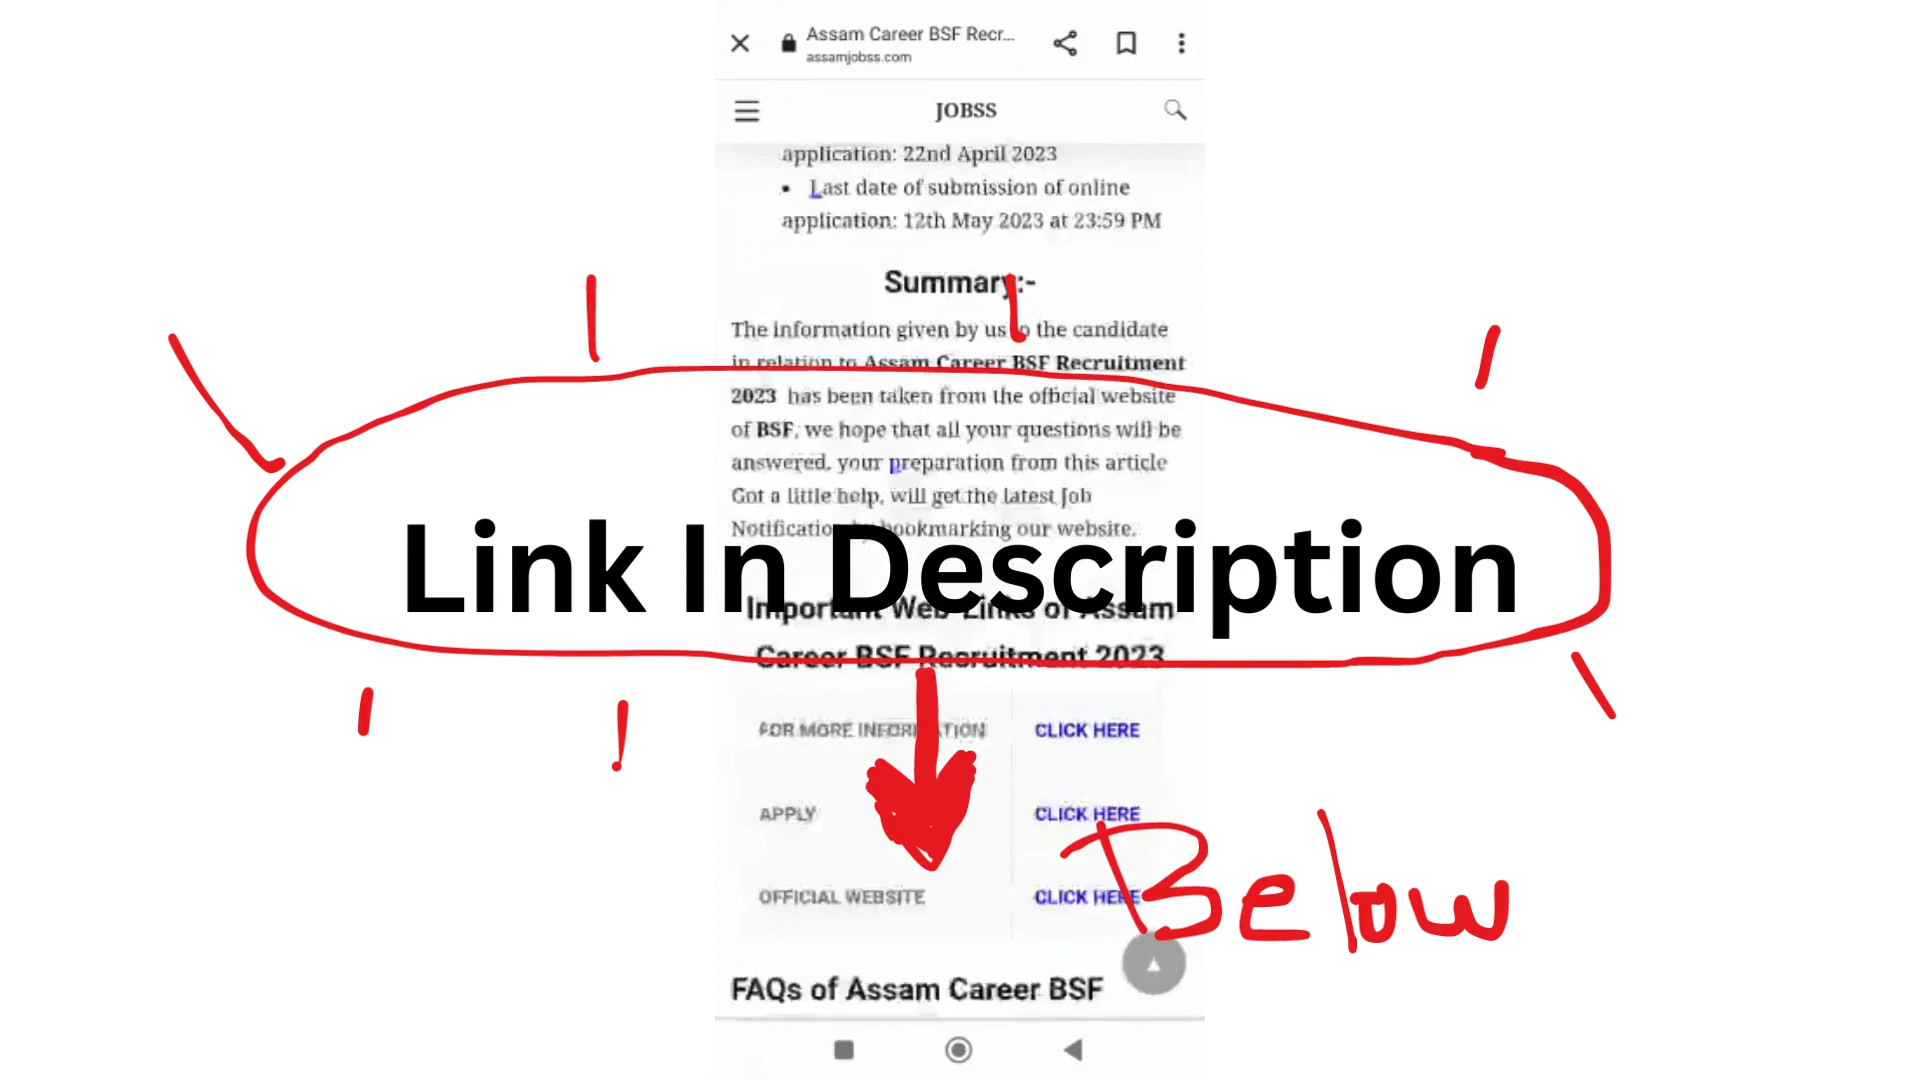 Assam Career BSF Recr...
assamjobss.com
JOBSS
application: 22nd April 2023
• Last date of submission of online
application: 12th May 2023 at 23:59 PM
Summary:-
The information given by us to the candidate
in relation to Assam Career BSF Recruitment
2023 has been taken from the official website
of BSF, we hope that all your questions will be
answered, your preparation from this article
Got a little help, will get the latest Job
Notification by bookmarking our website.
Link In Description
Important Web-Links of Assam
Career BSF Recruitment 2023
FOR MORE INFORMATION CLICK HERE
APPLY CLICK HERE
OFFICIAL WEBSITE CLICK HERE
Below
FAQs of Assam Career BSF